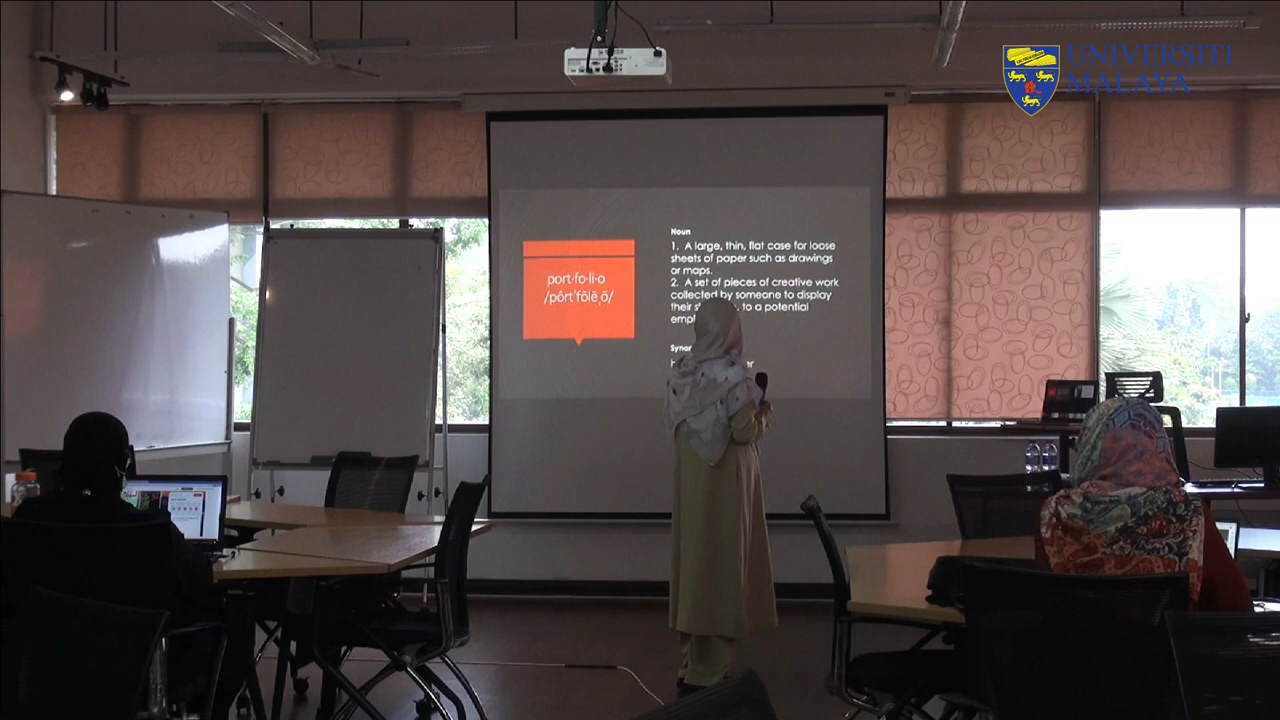 UNIVERSITI
MALAYA
port·fo·li·o
/pôrtˈfōlēˌō/
Noun
1. A large, thin, flat case for loose
sheets of paper such as drawings
or maps.
2. A set of pieces of creative work
collected by someone to display
their to a potential